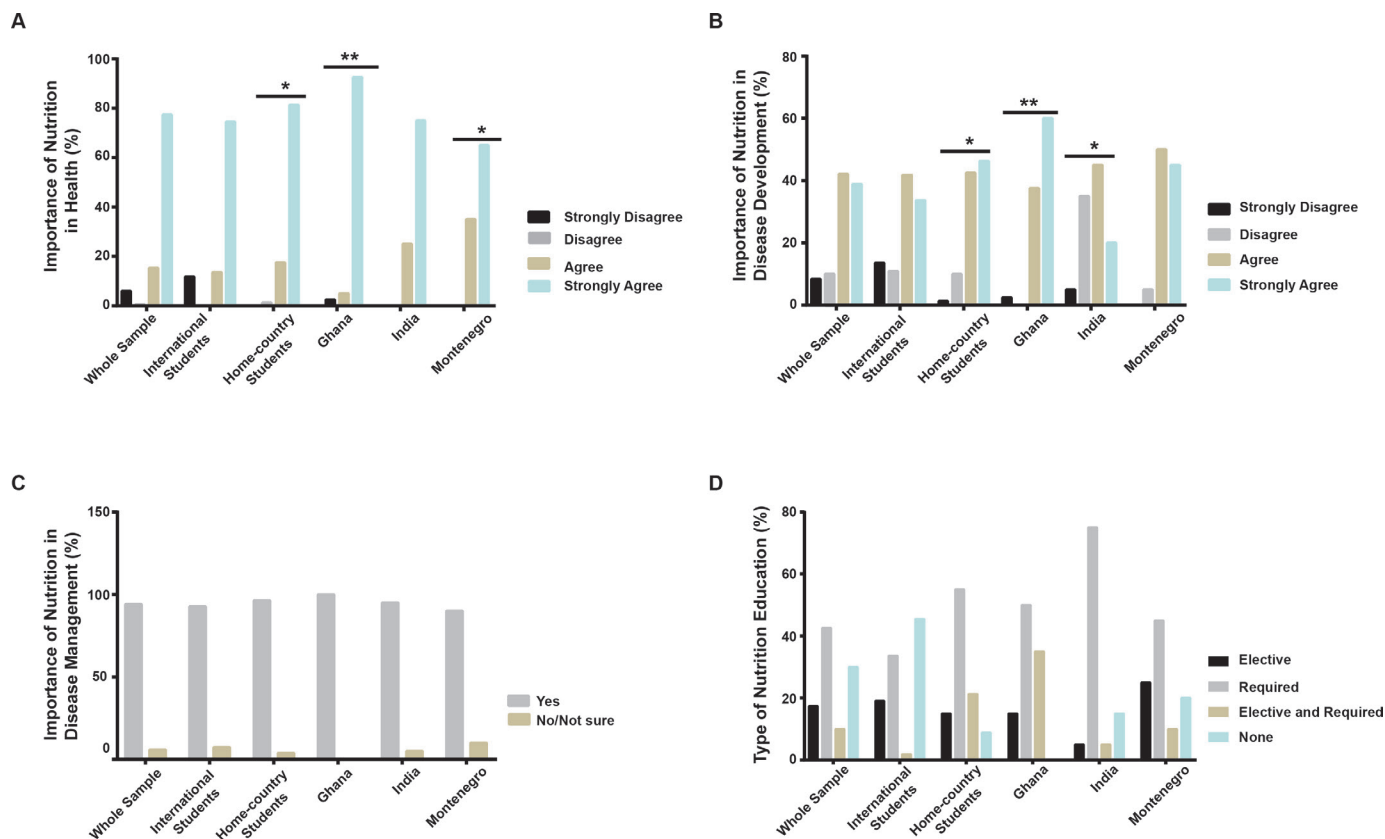 A
Importance of Nutrition
in Health (%)
100
80
60
40
20
0
*
**
*
Strongly Disagree
Disagree
Agree
Strongly Agree
Whole Sample
International
Students
Home-country
Students
Ghana
India
Montenegro
B
Importance of Nutrition in
Disease Development (%)
80
60
40
20
0
*
**
*
Strongly Disagree
Disagree
Agree
Strongly Agree
Whole Sample
International
Students
Home-country
Students
Ghana
India
Montenegro
C
Importance of Nutrition in
Disease Management (%)
150
100
50
0
Yes
No/Not sure
Whole Sample
International
Students
Home-country
Students
Ghana
India
Montenegro
D
Type of Nutrition Education (%)
80
60
40
20
0
Elective
Required
Elective and Required
None
Whole Sample
International
Students
Home-country
Students
Ghana
India
Montenegro